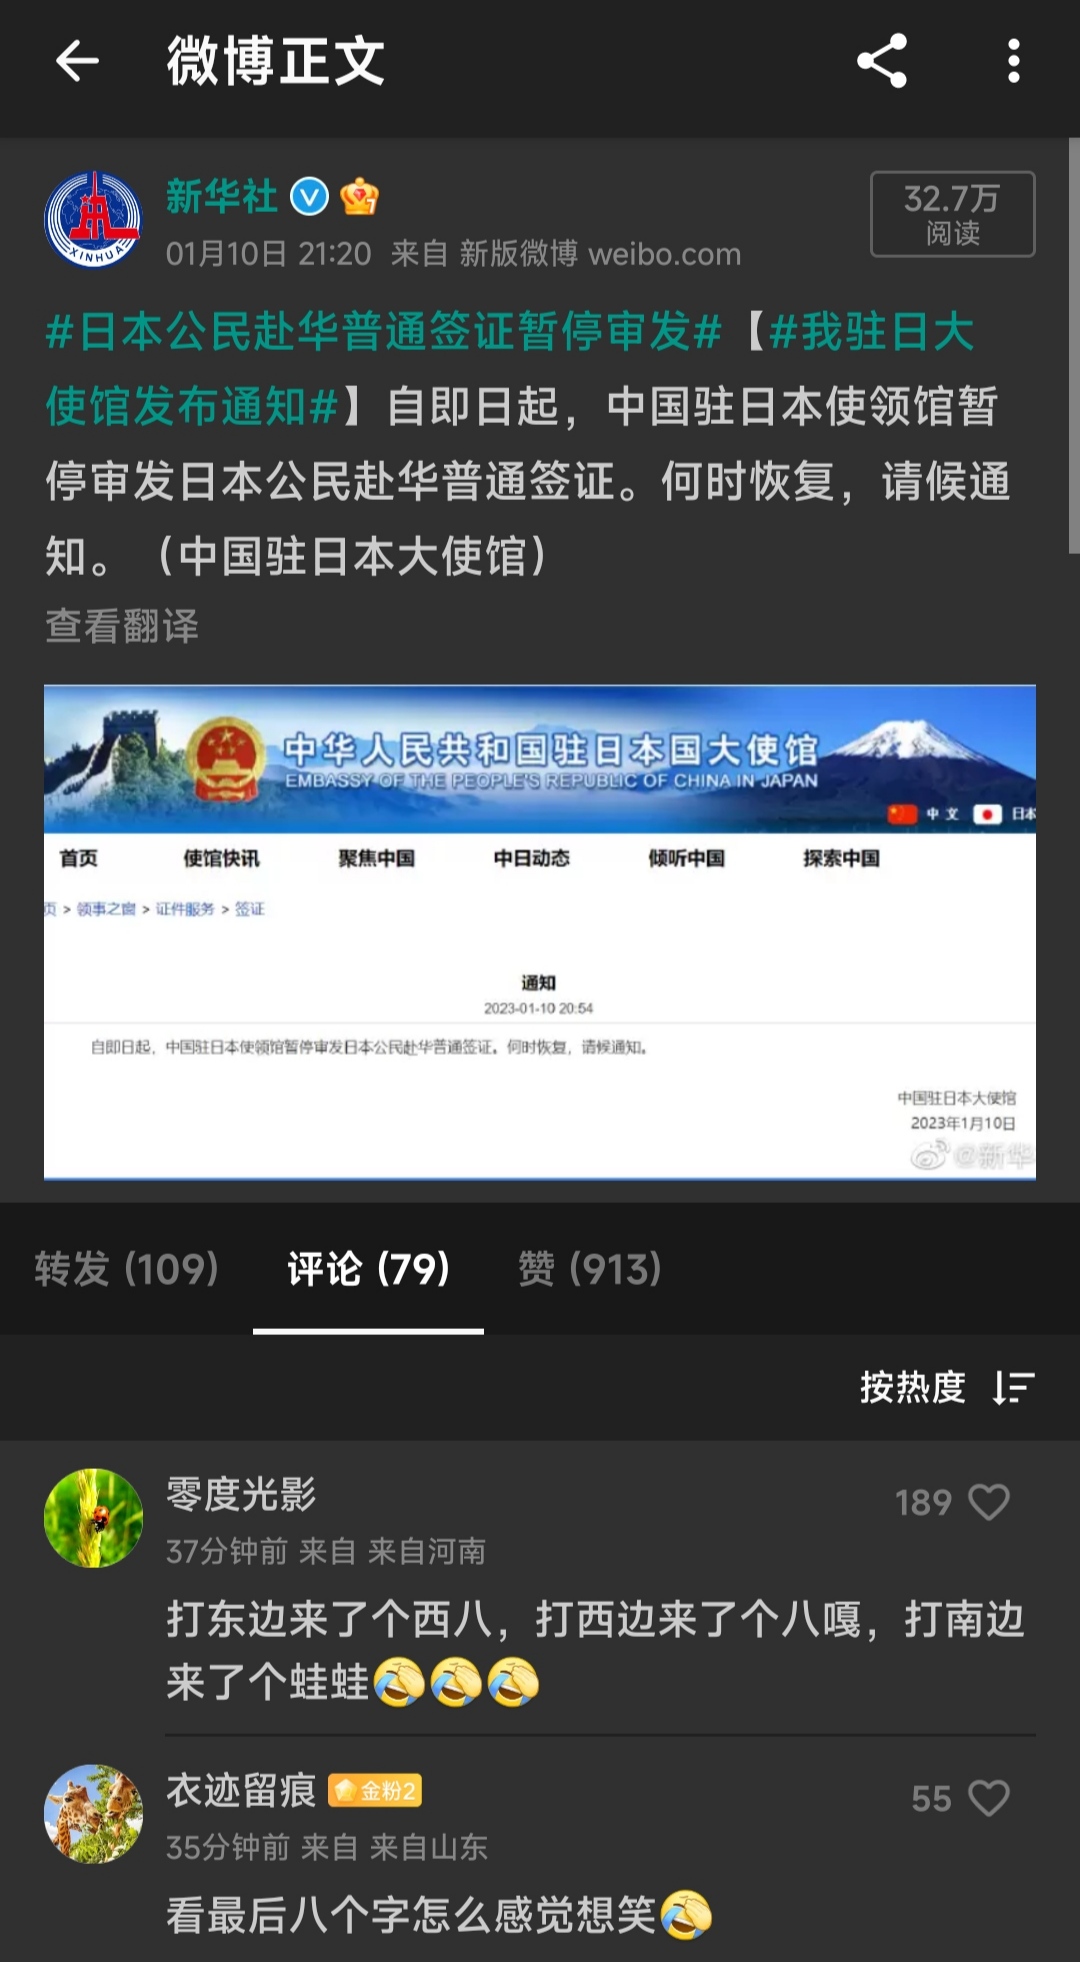 微博正文
新华社
32.7万
阅读
01月10日 21:20 来自 新版微博 weibo.com
#日本公民赴华普通签证暂停审发#【#我驻日大
使馆发布通知#】自即日起，中国驻日本使领馆暂
停审发日本公民赴华普通签证。何时恢复，请候通
知。（中国驻日本大使馆）
查看翻译
中华人民共和国驻日本国大使馆
EMBASSY OF THE PEOPLE'S REPUBLIC OF CHINA IN JAPAN
中文 日本
首页 使馆快讯 聚焦中国 中日动态 倾听中国 探索中国
页 > 领事之窗 > 证件服务 > 签证
通知
2023-01-10 20:54
自即日起，中国驻日本使领馆暂停审发日本公民赴华普通签证。何时恢复，请候通知。
中国驻日本大使馆
2023年1月10日
@新华
转发 (109) 评论 (79) 赞 (913)
按热度
零度光影
189
37分钟前 来自 来自河南
打东边来了个西八，打西边来了个八嘎，打南边
来了个蛙蛙
衣迹留痕 金粉2
55
35分钟前 来自 来自山东
看最后八个字怎么感觉想笑
XINHUA